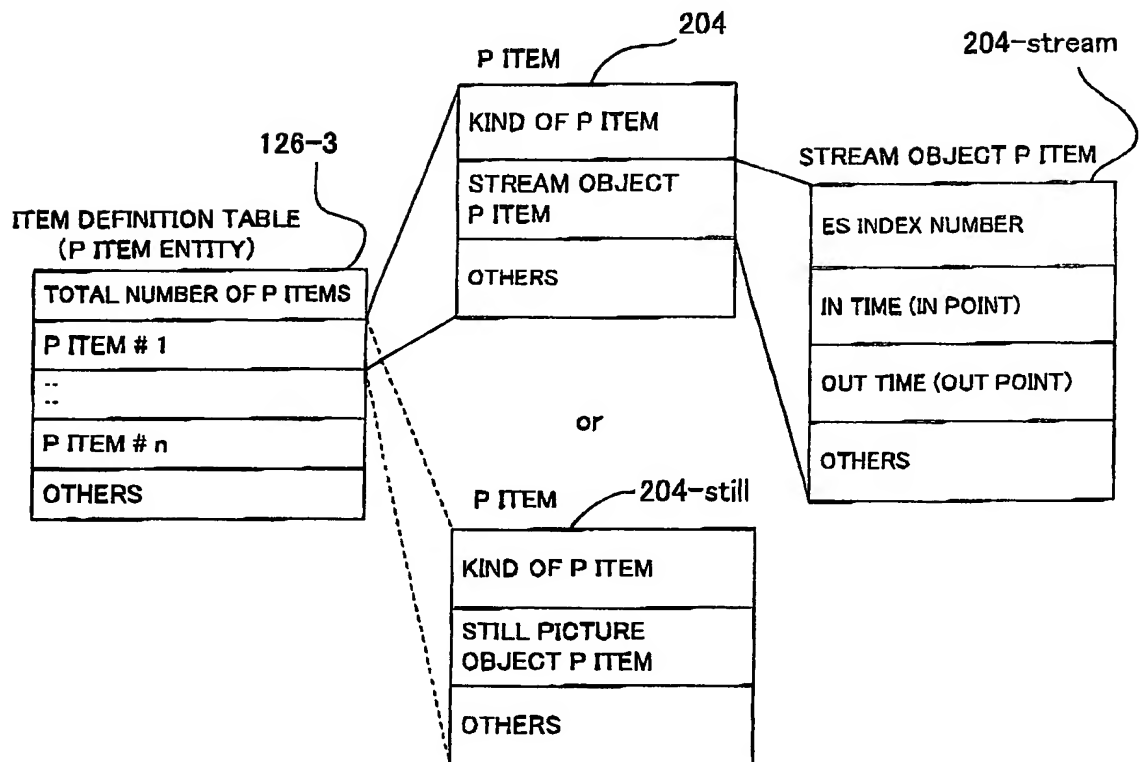 126-3
ITEM DEFINITION TABLE
(P ITEM ENTITY)
TOTAL NUMBER OF P ITEMS
P ITEM # 1
P ITEM # n
OTHERS
204
P ITEM
KIND OF P ITEM
STREAM OBJECT
P ITEM
OTHERS
204-stream
STREAM OBJECT P ITEM
ES INDEX NUMBER
IN TIME (IN POINT)
OUT TIME (OUT POINT)
OTHERS
or
P ITEM
204-still
KIND OF P ITEM
STILL PICTURE
OBJECT P ITEM
OTHERS